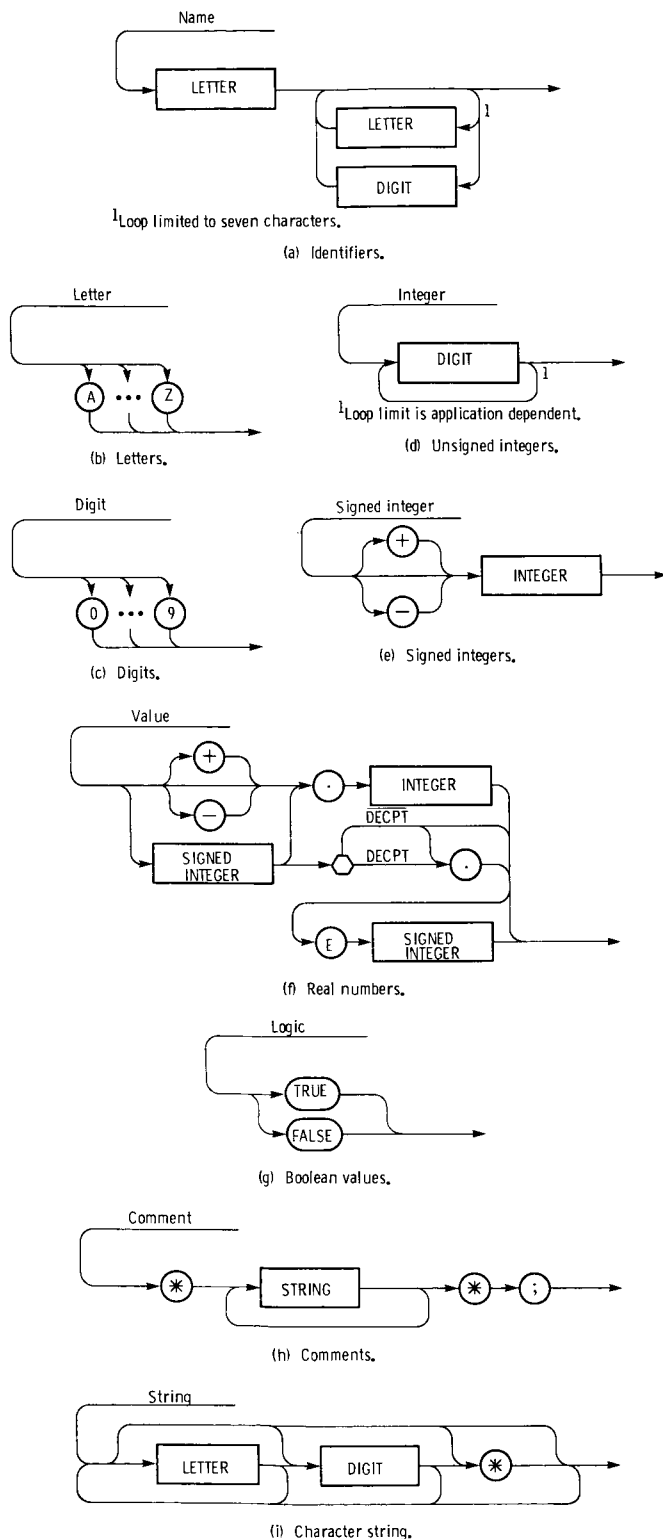 Name
LETTER
LETTER
1
DIGIT
1Loop limited to seven characters.
(a) Identifiers.
Letter
A ••• Z
(b) Letters.
Integer
DIGIT
1
1Loop limit is application dependent.
(d) Unsigned integers.
Digit
0 ••• 9
(c) Digits.
Signed integer
+
−
INTEGER
(e) Signed integers.
Value
+
−
.
INTEGER
SIGNED
INTEGER
DECPT
DECPT
.
E
SIGNED
INTEGER
(f) Real numbers.
Logic
TRUE
FALSE
(g) Boolean values.
Comment
*
STRING
*
;
(h) Comments.
String
LETTER
DIGIT
*
(i) Character string.